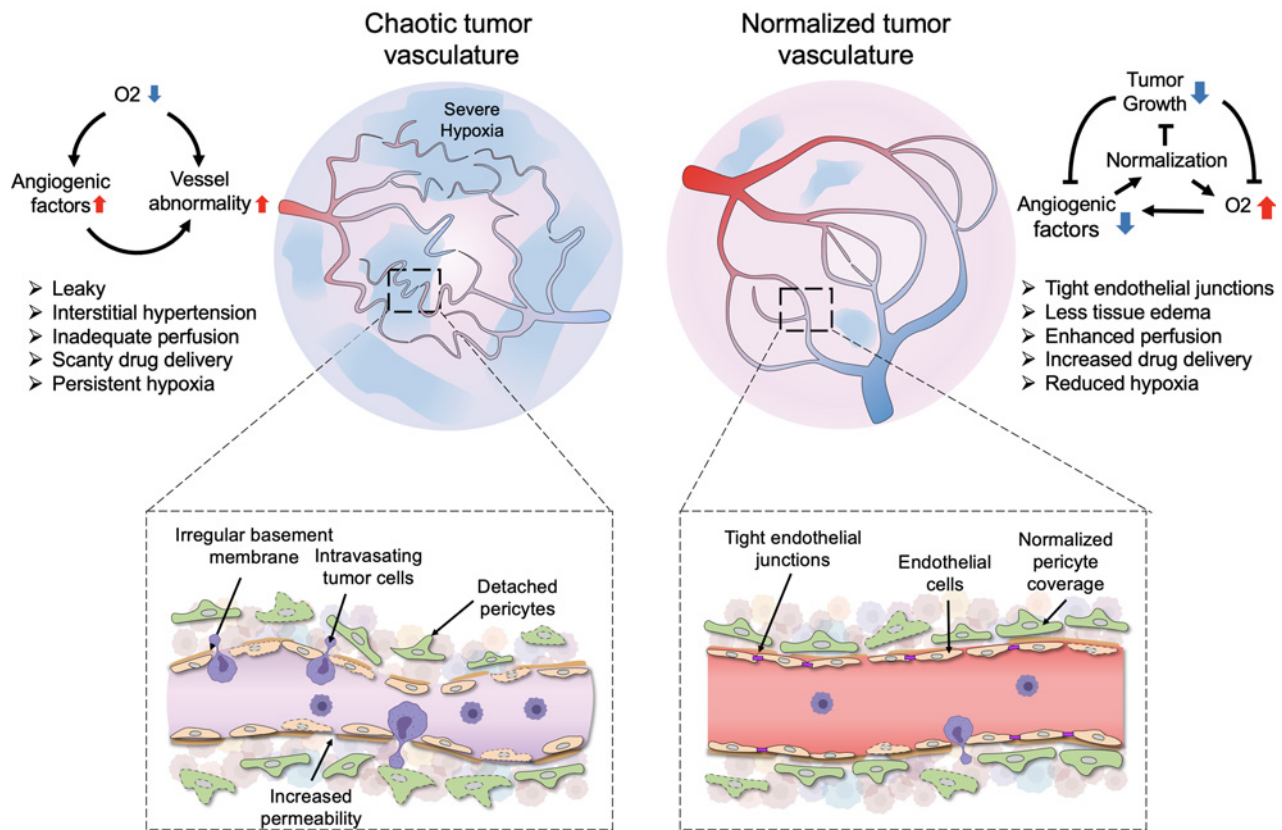 Chaotic tumor
vasculature
Normalized tumor
vasculature
O2
Angiogenic
factors
Vessel
abnormality
➢ Leaky
➢ Interstitial hypertension
➢ Inadequate perfusion
➢ Scanty drug delivery
➢ Persistent hypoxia
Severe
Hypoxia
Tumor
Growth
Normalization
Angiogenic
factors
O2
➢ Tight endothelial junctions
➢ Less tissue edema
➢ Enhanced perfusion
➢ Increased drug delivery
➢ Reduced hypoxia
Irregular basement
membrane
Intravasating
tumor cells
Detached
pericytes
Increased
permeability
Tight endothelial
junctions
Endothelial
cells
Normalized
pericyte
coverage